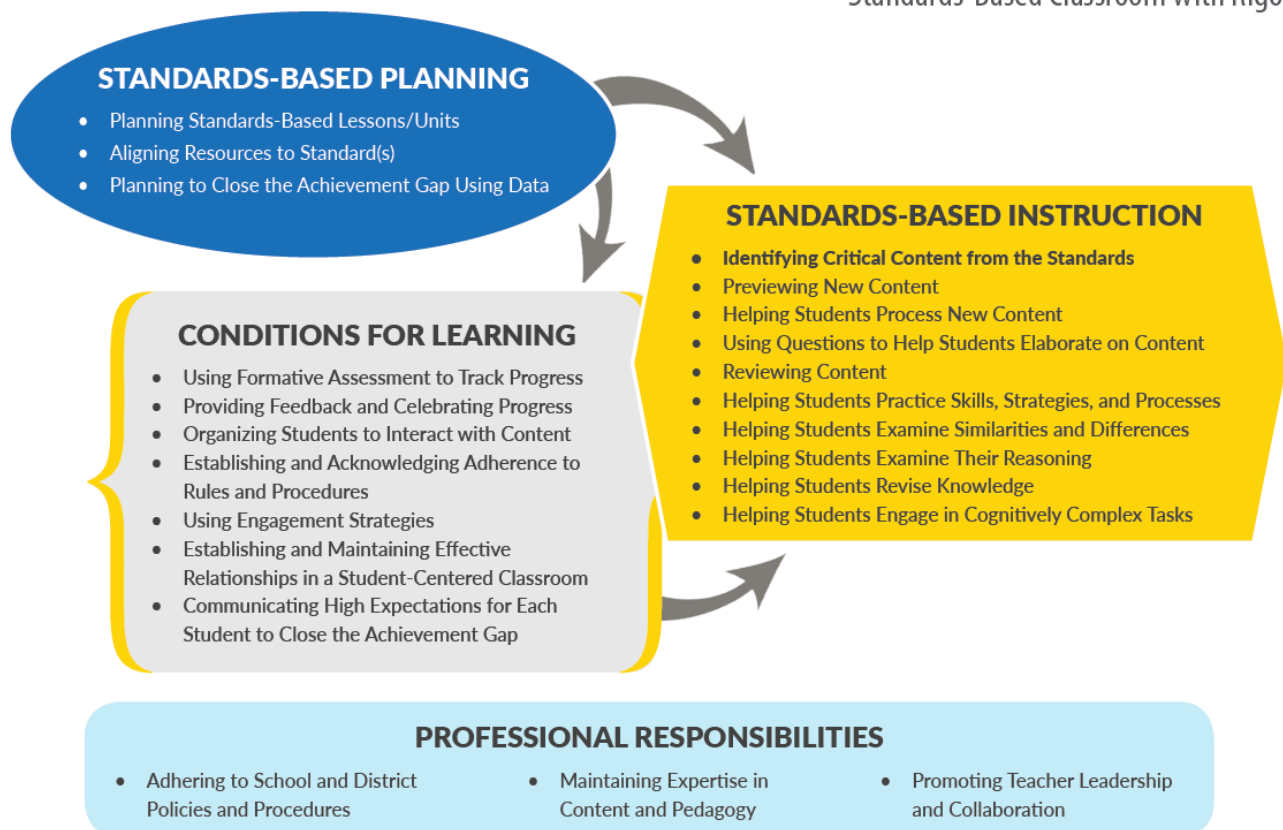 Standards-Based Classroom with Rigo
STANDARDS-BASED PLANNING
• Planning Standards-Based Lessons/Units
• Aligning Resources to Standard(s)
• Planning to Close the Achievement Gap Using Data
STANDARDS-BASED INSTRUCTION
• Identifying Critical Content from the Standards
• Previewing New Content
• Helping Students Process New Content
• Using Questions to Help Students Elaborate on Content
• Reviewing Content
• Helping Students Practice Skills, Strategies, and Processes
• Helping Students Examine Similarities and Differences
• Helping Students Examine Their Reasoning
• Helping Students Revise Knowledge
• Helping Students Engage in Cognitively Complex Tasks
CONDITIONS FOR LEARNING
• Using Formative Assessment to Track Progress
• Providing Feedback and Celebrating Progress
• Organizing Students to Interact with Content
• Establishing and Acknowledging Adherence to
Rules and Procedures
• Using Engagement Strategies
• Establishing and Maintaining Effective
Relationships in a Student-Centered Classroom
• Communicating High Expectations for Each
Student to Close the Achievement Gap
PROFESSIONAL RESPONSIBILITIES
• Adhering to School and District
Policies and Procedures
• Maintaining Expertise in
Content and Pedagogy
• Promoting Teacher Leadership
and Collaboration